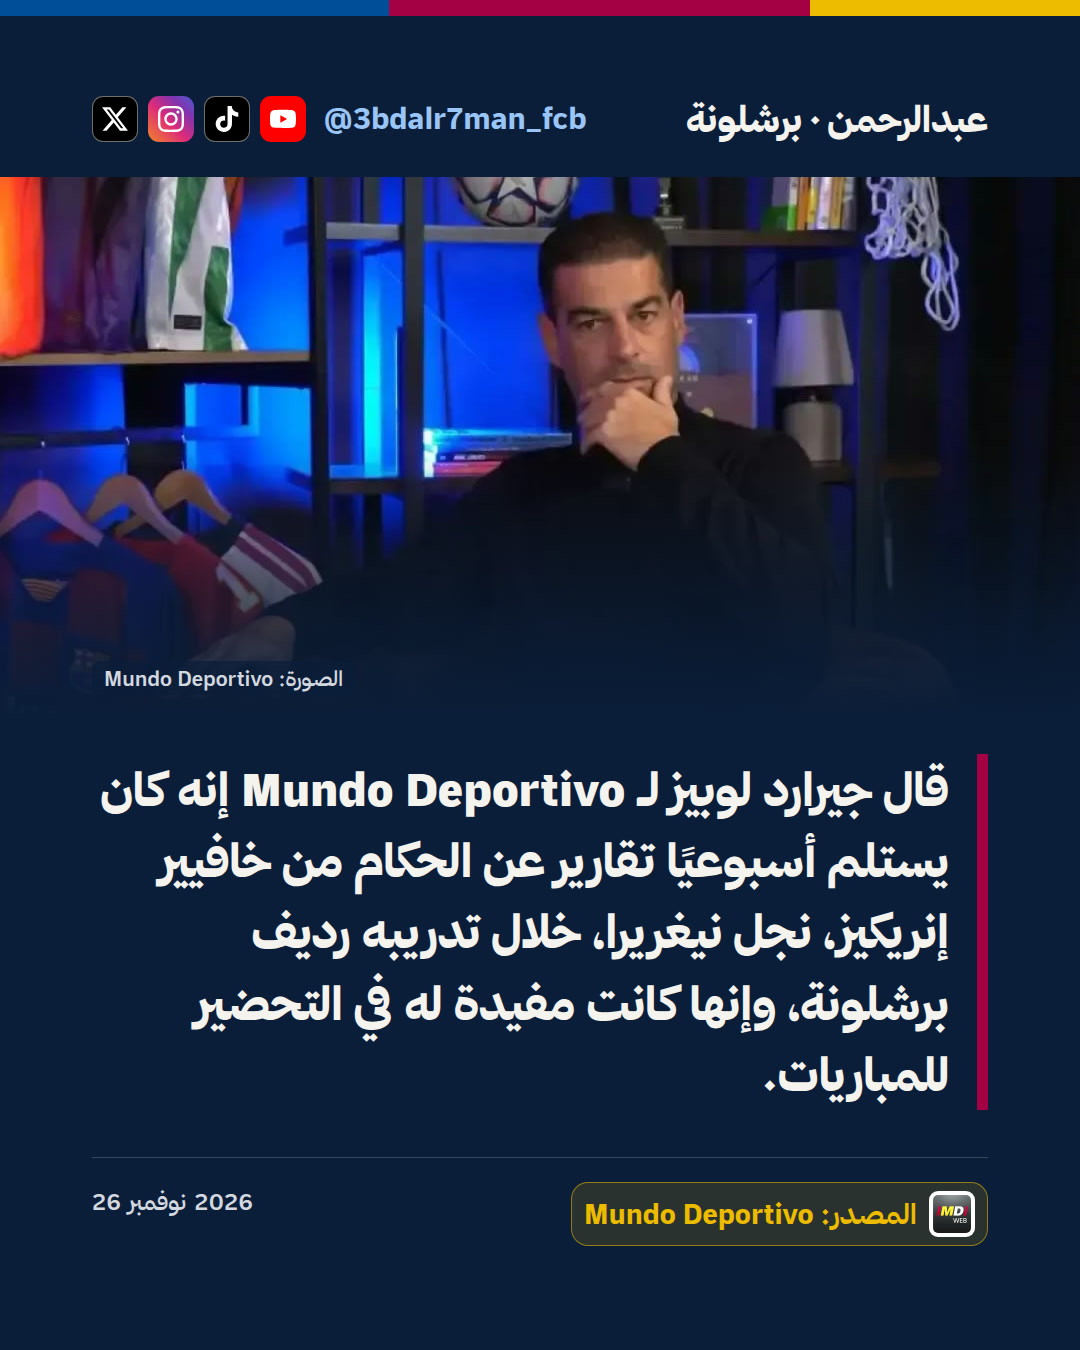 عبدالرحمن · برشلونة
@3bdalr7man_fcb
الصورة: Mundo Deportivo
قال جيرارد لوبيز لـ Mundo Deportivo إنه كان
يستلم أسبوعيًا تقارير عن الحكام من خافيير
إنريكيز، نجل نيغريرا، خلال تدريبه رديف
برشلونة، وإنها كانت مفيدة له في التحضير
للمباريات.
MD
WEB
المصدر: Mundo Deportivo
26 نوفمبر 2026